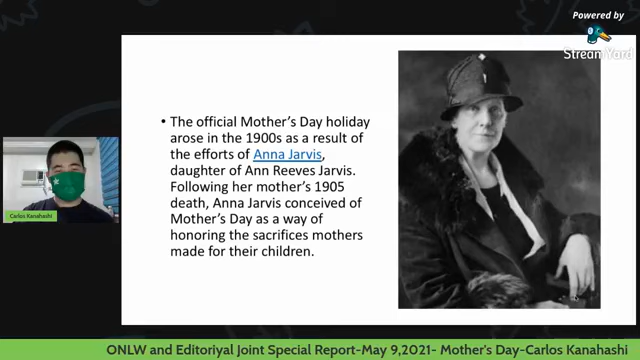 Powered by
StreamYard
• The official Mother's Day holiday
arose in the 1900s as a result of
the efforts of Anna Jarvis,
daughter of Ann Reeves Jarvis.
Following her mother's 1905
death, Anna Jarvis conceived of
Mother's Day as a way of
honoring the sacrifices mothers
made for their children.
Carlos Kanahashi
ONLW and Editoriyal Joint Special Report-May 9,2021- Mother's Day-Carlos Kanahashi